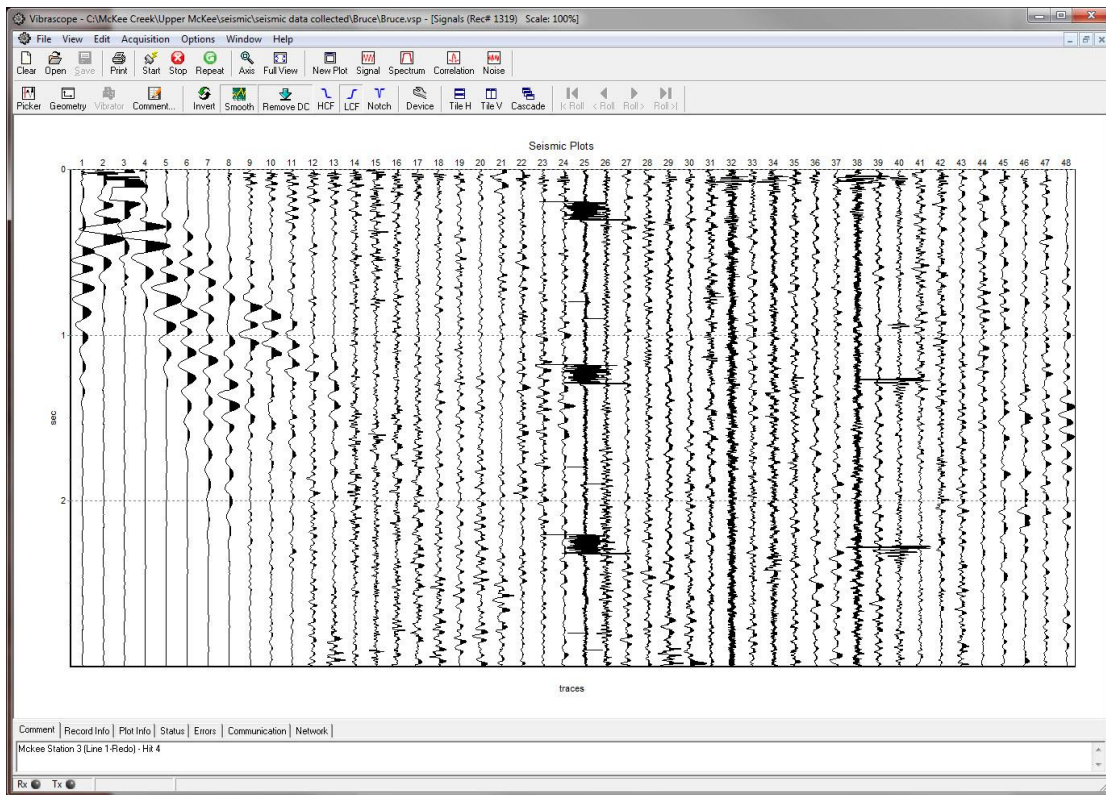 Vibrascope - C:\McKee Creek\Upper McKee\seismic\seismic data collected\Bruce\Bruce.vsp - [Signals (Rec# 1319) Scale: 100%]
File View Edit Acquisition Options Window Help
Clear Open Save Print Start Stop Repeat Axis Full View New Plot Signal Spectrum Correlation Noise
Picker Geometry Vibrator Comment... Invert Smooth Remove DC HCF LCF Notch Device Tile H Tile V Cascade |< Roll < Roll Roll > Roll >|
Seismic Plots
1 2 3 4 5 6 7 8 9 10 11 12 13 14 15 16 17 18 19 20 21 22 23 24 25 26 27 28 29 30 31 32 33 34 35 36 37 38 39 40 41 42 43 44 45 46 47 48
0
1
sec
2
traces
Comment Record Info Plot Info Status Errors Communication Network
Mckee Station 3 (Line 1-Redo) - Hit 4
Rx Tx